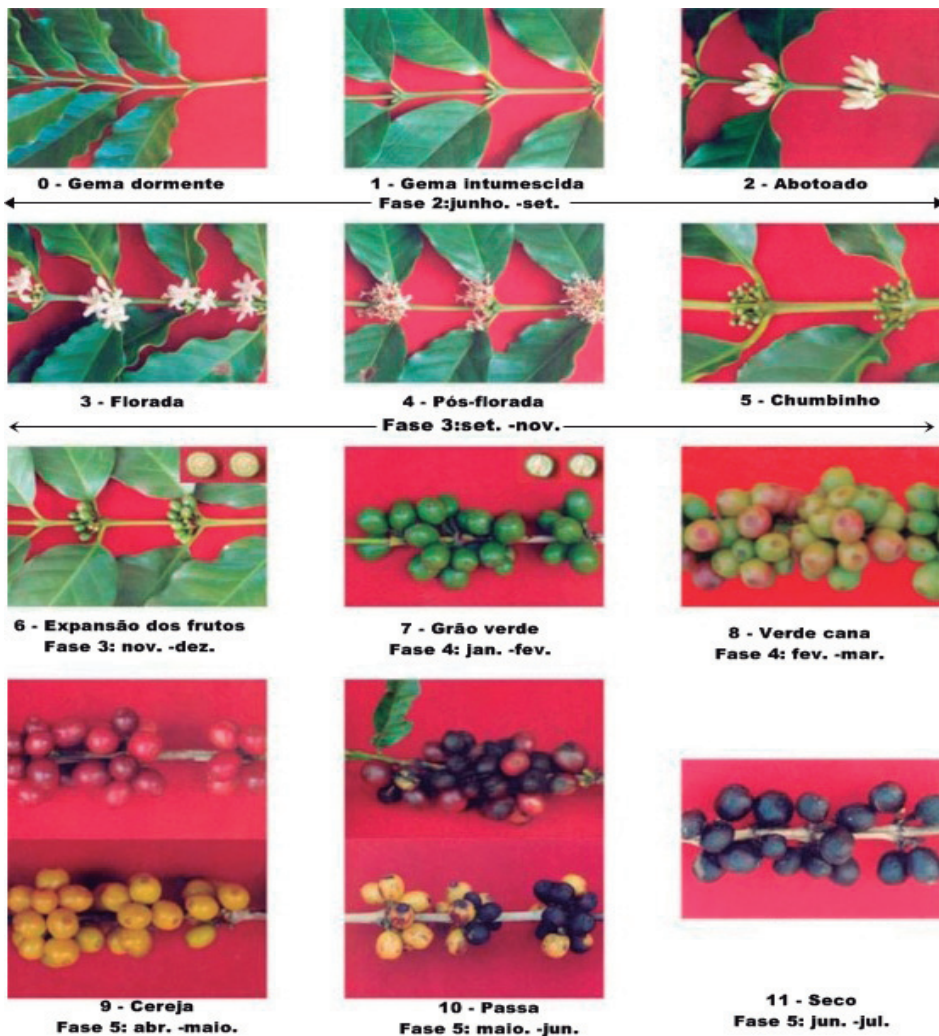 0 - Gema dormente
1 - Gema intumescida
2 - Abotoado
Fase 2:junho. -set.
3 - Florada
4 - Pós-florada
5 - Chumbinho
Fase 3:set. -nov.
6 - Expansão dos frutos
Fase 3: nov. -dez.
7 - Grão verde
Fase 4: jan. -fev.
8 - Verde cana
Fase 4: fev. -mar.
9 - Cereja
Fase 5: abr. -maio.
10 - Passa
Fase 5: maio. -jun.
11 - Seco
Fase 5: jun. -jul.